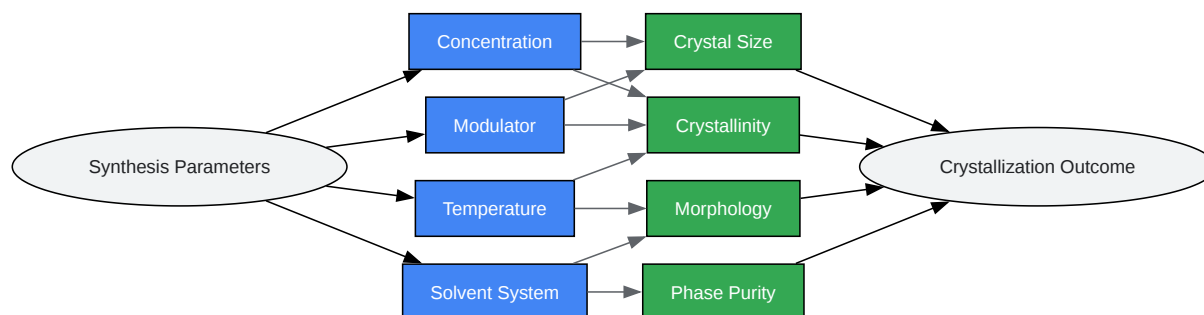 Concentration
Crystal Size
Modulator
Crystallinity
Synthesis Parameters
Crystallization Outcome
Temperature
Morphology
Solvent System
Phase Purity